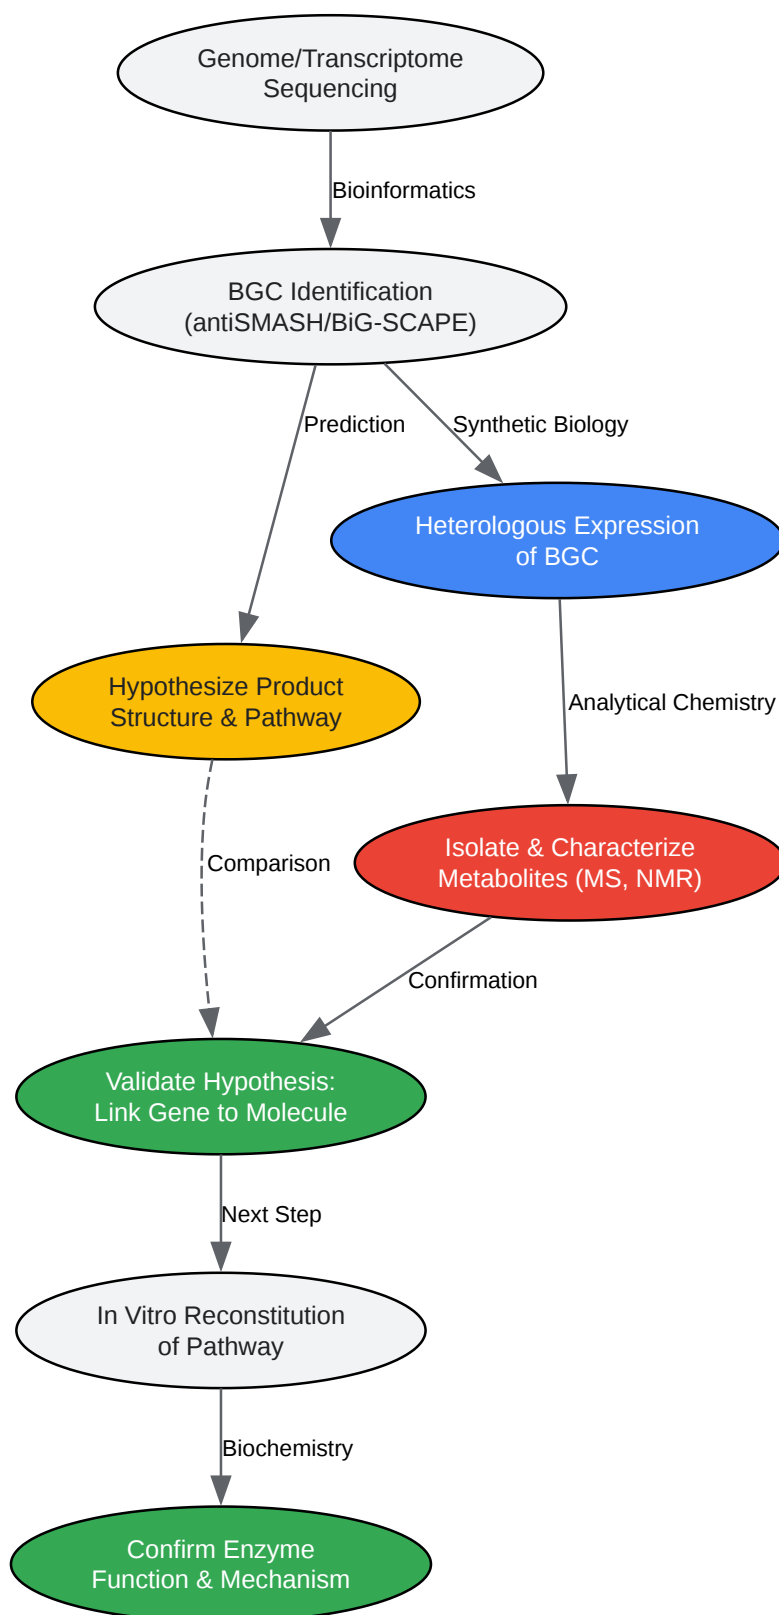 Genome/Transcriptome
Sequencing
Bioinformatics
BGC Identification
(antiSMASH/BiG-SCAPE)
Prediction
Synthetic Biology
Heterologous Expression
of BGC
Hypothesize Product
Structure & Pathway
Analytical Chemistry
Isolate & Characterize
Metabolites (MS, NMR)
Comparison
Confirmation
Validate Hypothesis:
Link Gene to Molecule
Next Step
In Vitro Reconstitution
of Pathway
Biochemistry
Confirm Enzyme
Function & Mechanism